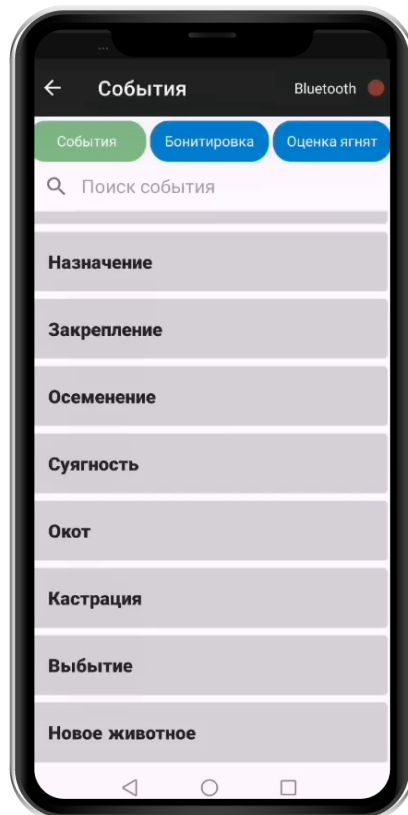 ...
События
Bluetooth
События
Бонитировка
Оценка ягнят
Поиск события
Назначение
Закрепление
Осеменение
Суягность
Окот
Кастрация
Выбытие
Новое животное